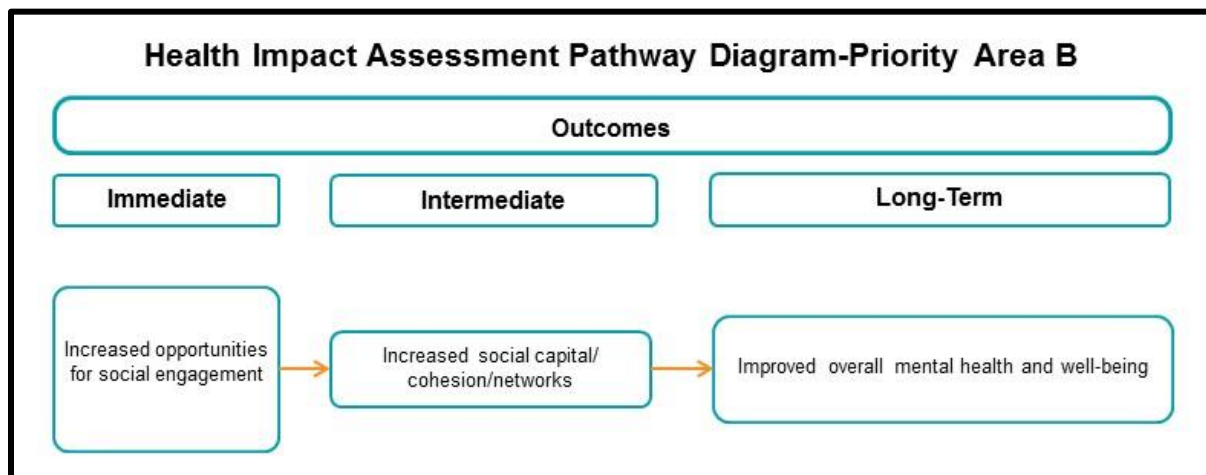 Health Impact Assessment Pathway Diagram-Priority Area B
Outcomes
Immediate
Intermediate
Long-Term
Increased opportunities
for social engagement
Increased social capital/
cohesion/networks
Improved overall mental health and well-being